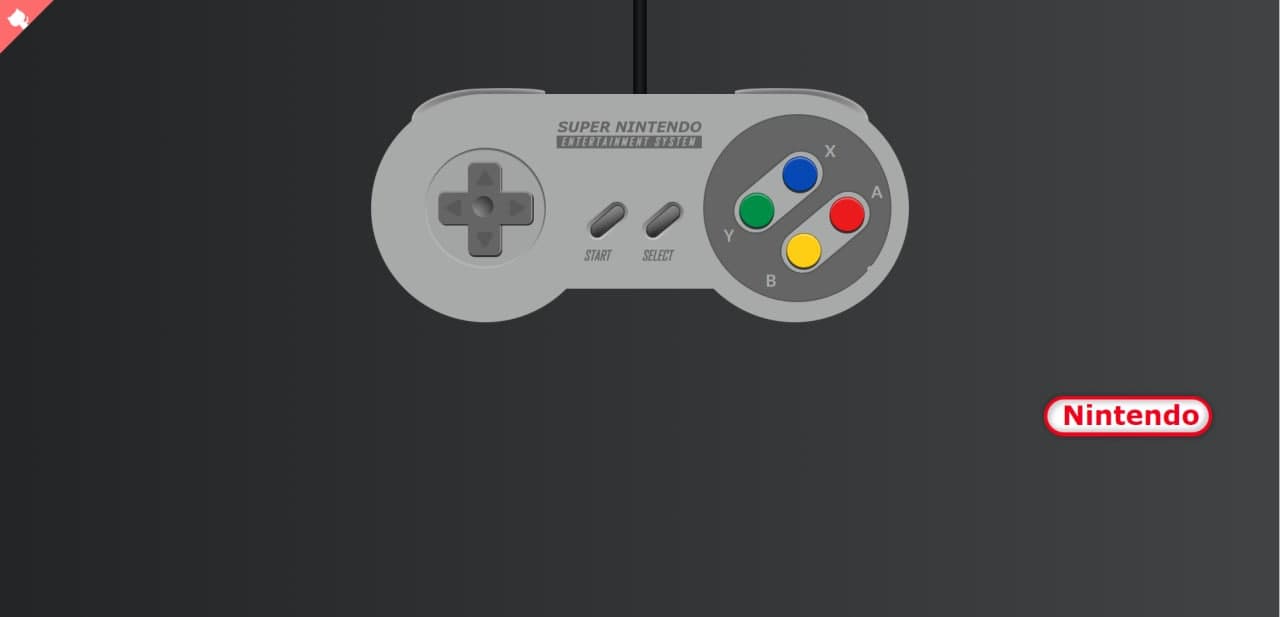 SUPER NINTENDO
ENTERTAINMENT SYSTEM
X
A
Y
B
START
SELECT
Nintendo